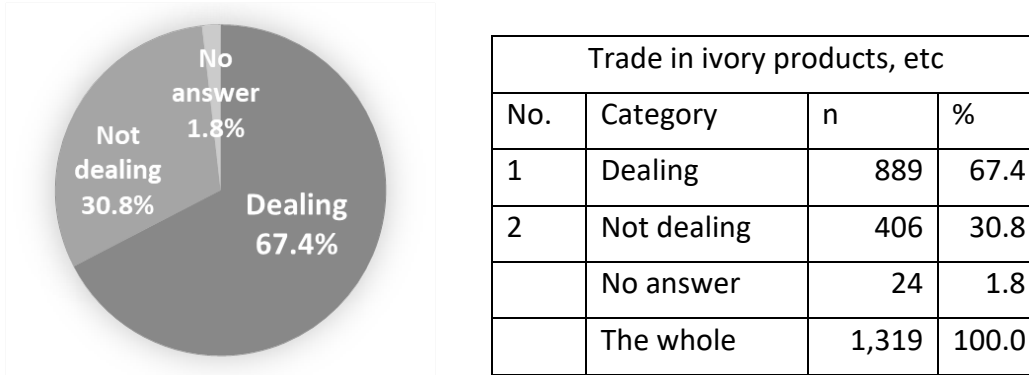 No
answer
1.8%
Not
dealing
30.8%
Dealing
67.4%
Trade in ivory products, etc
No. Category n %
1 Dealing 889 67.4
2 Not dealing 406 30.8
No answer 24 1.8
The whole 1,319 100.0